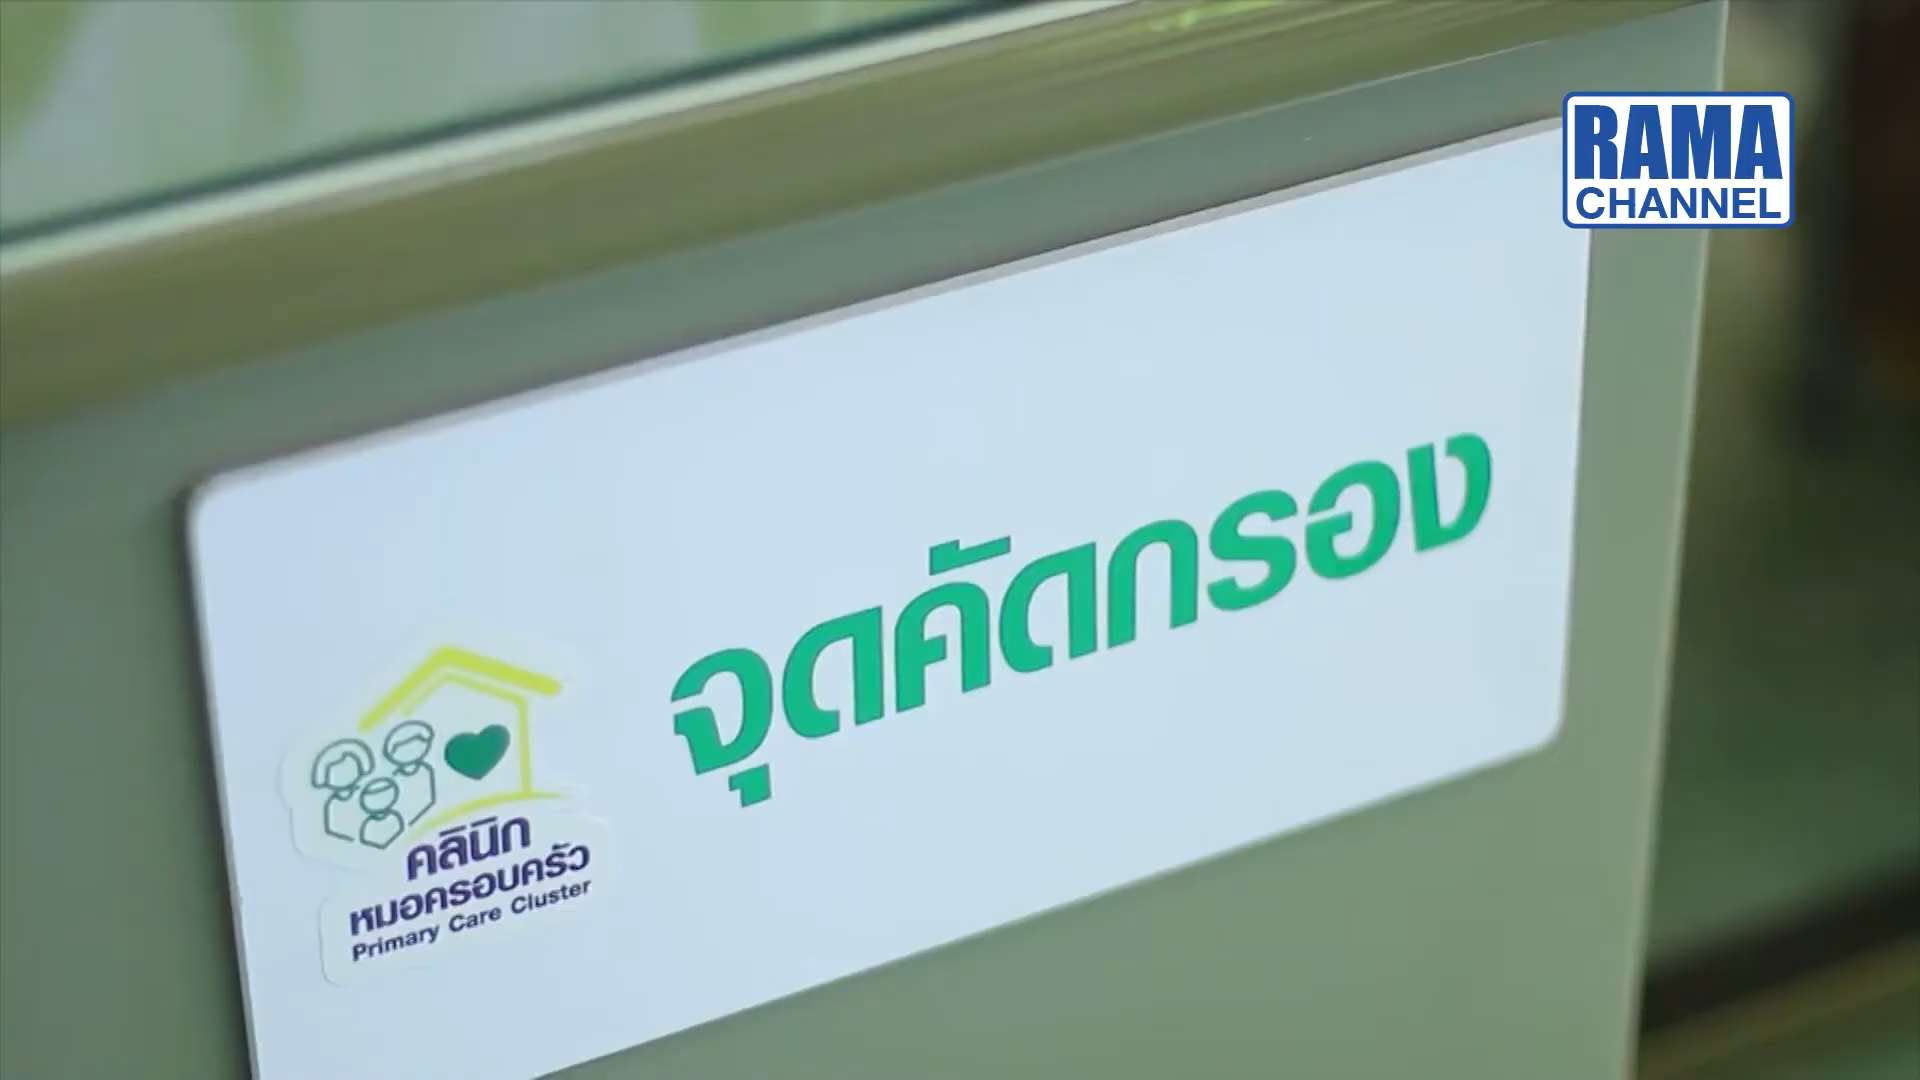 RAMA
CHANNEL
จุดคัดกรอง
คลินิก
หมอครอบครัว
Primary Care Cluster